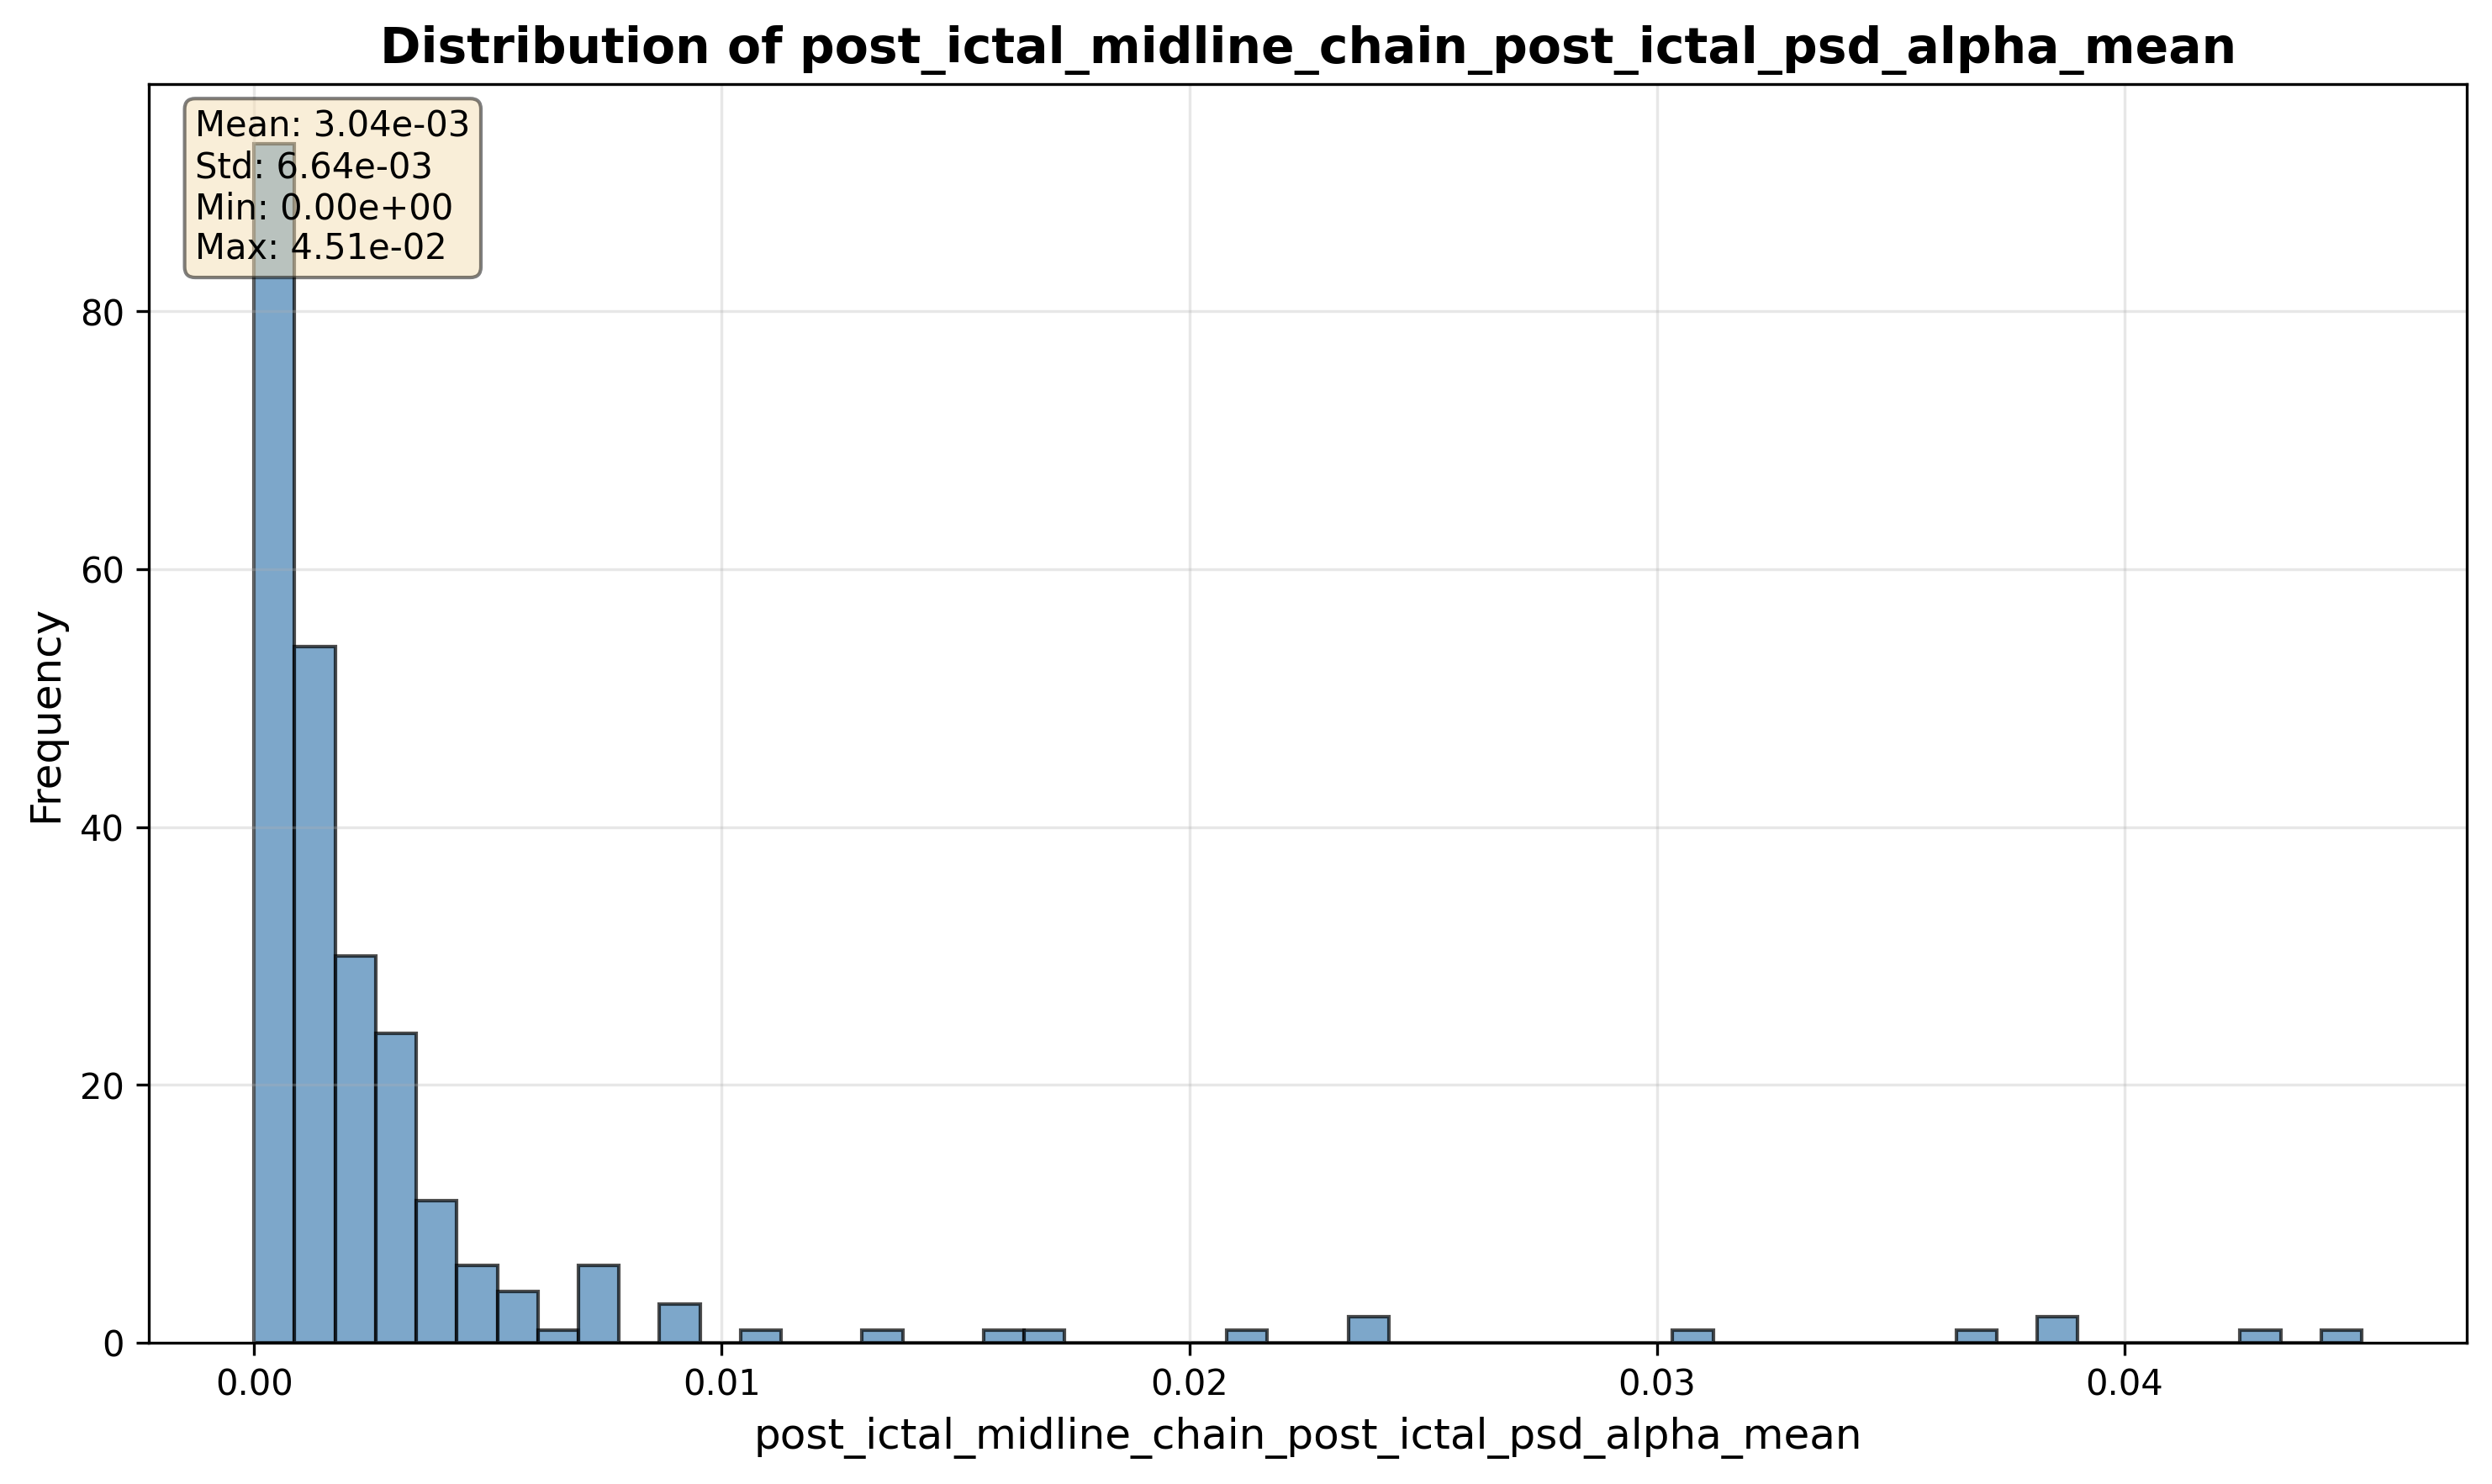 Distribution of post_ictal_midline_chain_post_ictal_psd_alpha_mean
Mean: 3.04e-03
Std: 6.64e-03
Min: 0.00e+00
Max: 4.51e-02
Frequency
80
60
40
20
0
0.00 0.01 0.02 0.03 0.04
post_ictal_midline_chain_post_ictal_psd_alpha_mean